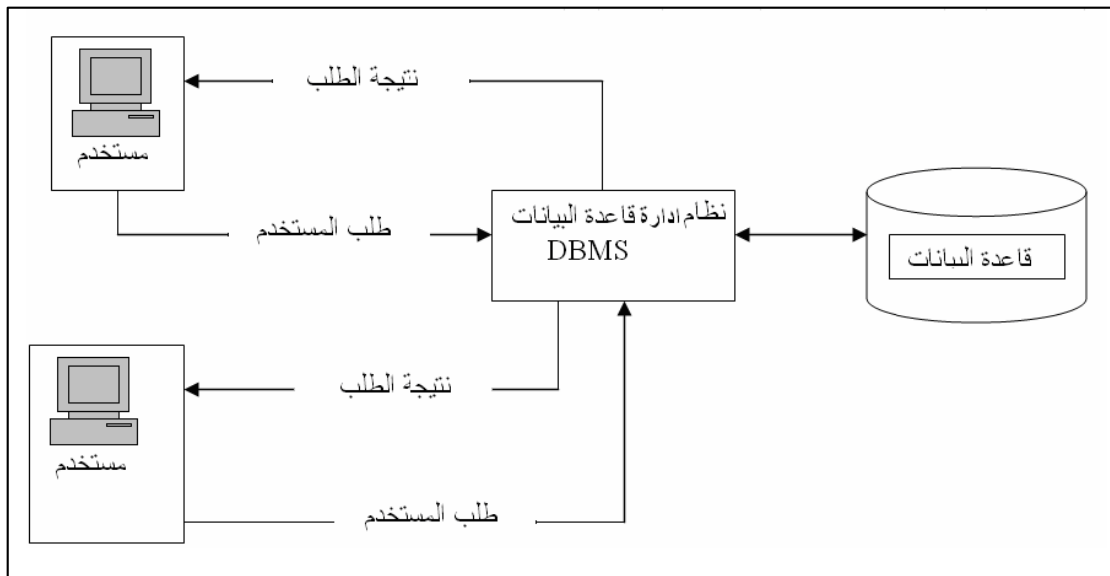 نتيجة الطلب
مستخدم
طلب المستخدم
نظام ادارة قاعدة البيانات
DBMS
قاعدة البيانات
نتيجة الطلب
مستخدم
طلب المستخدم